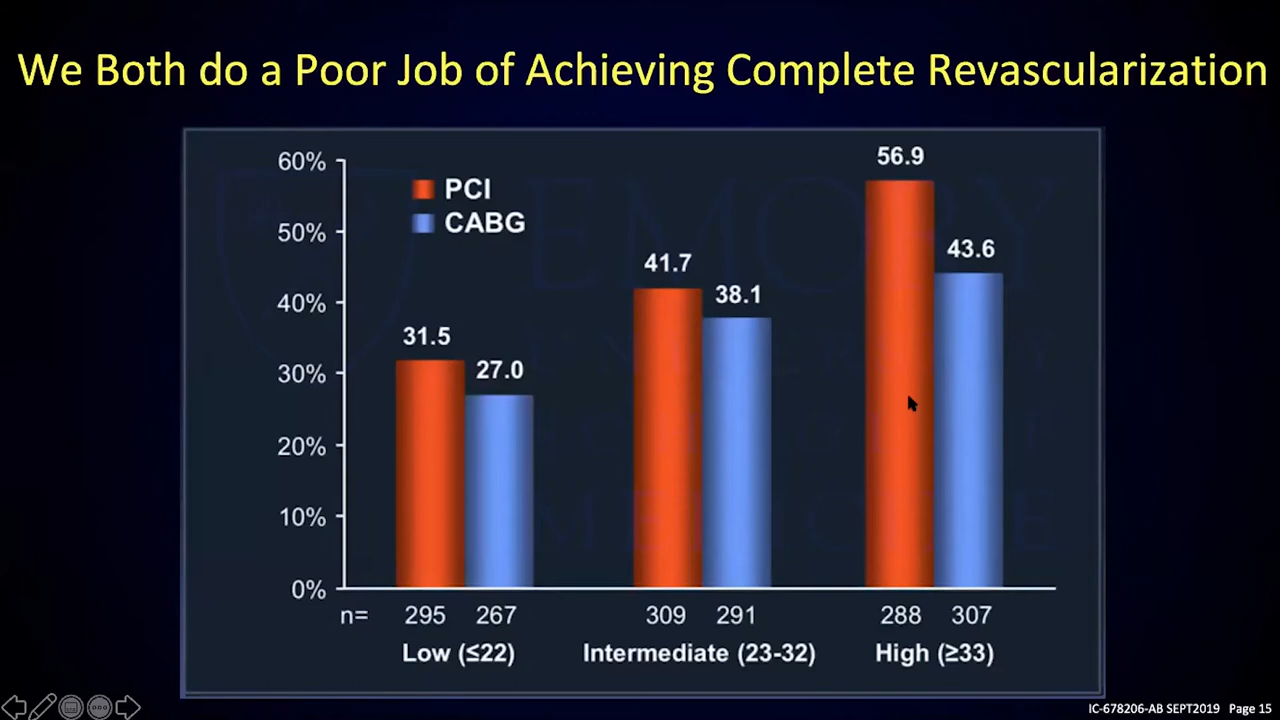 We Both do a Poor Job of Achieving Complete Revascularization
60%
50%
40%
30%
20%
10%
0%
PCI
CABG
31.5
27.0
41.7
38.1
56.9
43.6
n= 295 267 309 291 288 307
Low (≤22) Intermediate (23-32) High (≥33)
EMORY
IC-678206-AB SEPT2019 Page 15